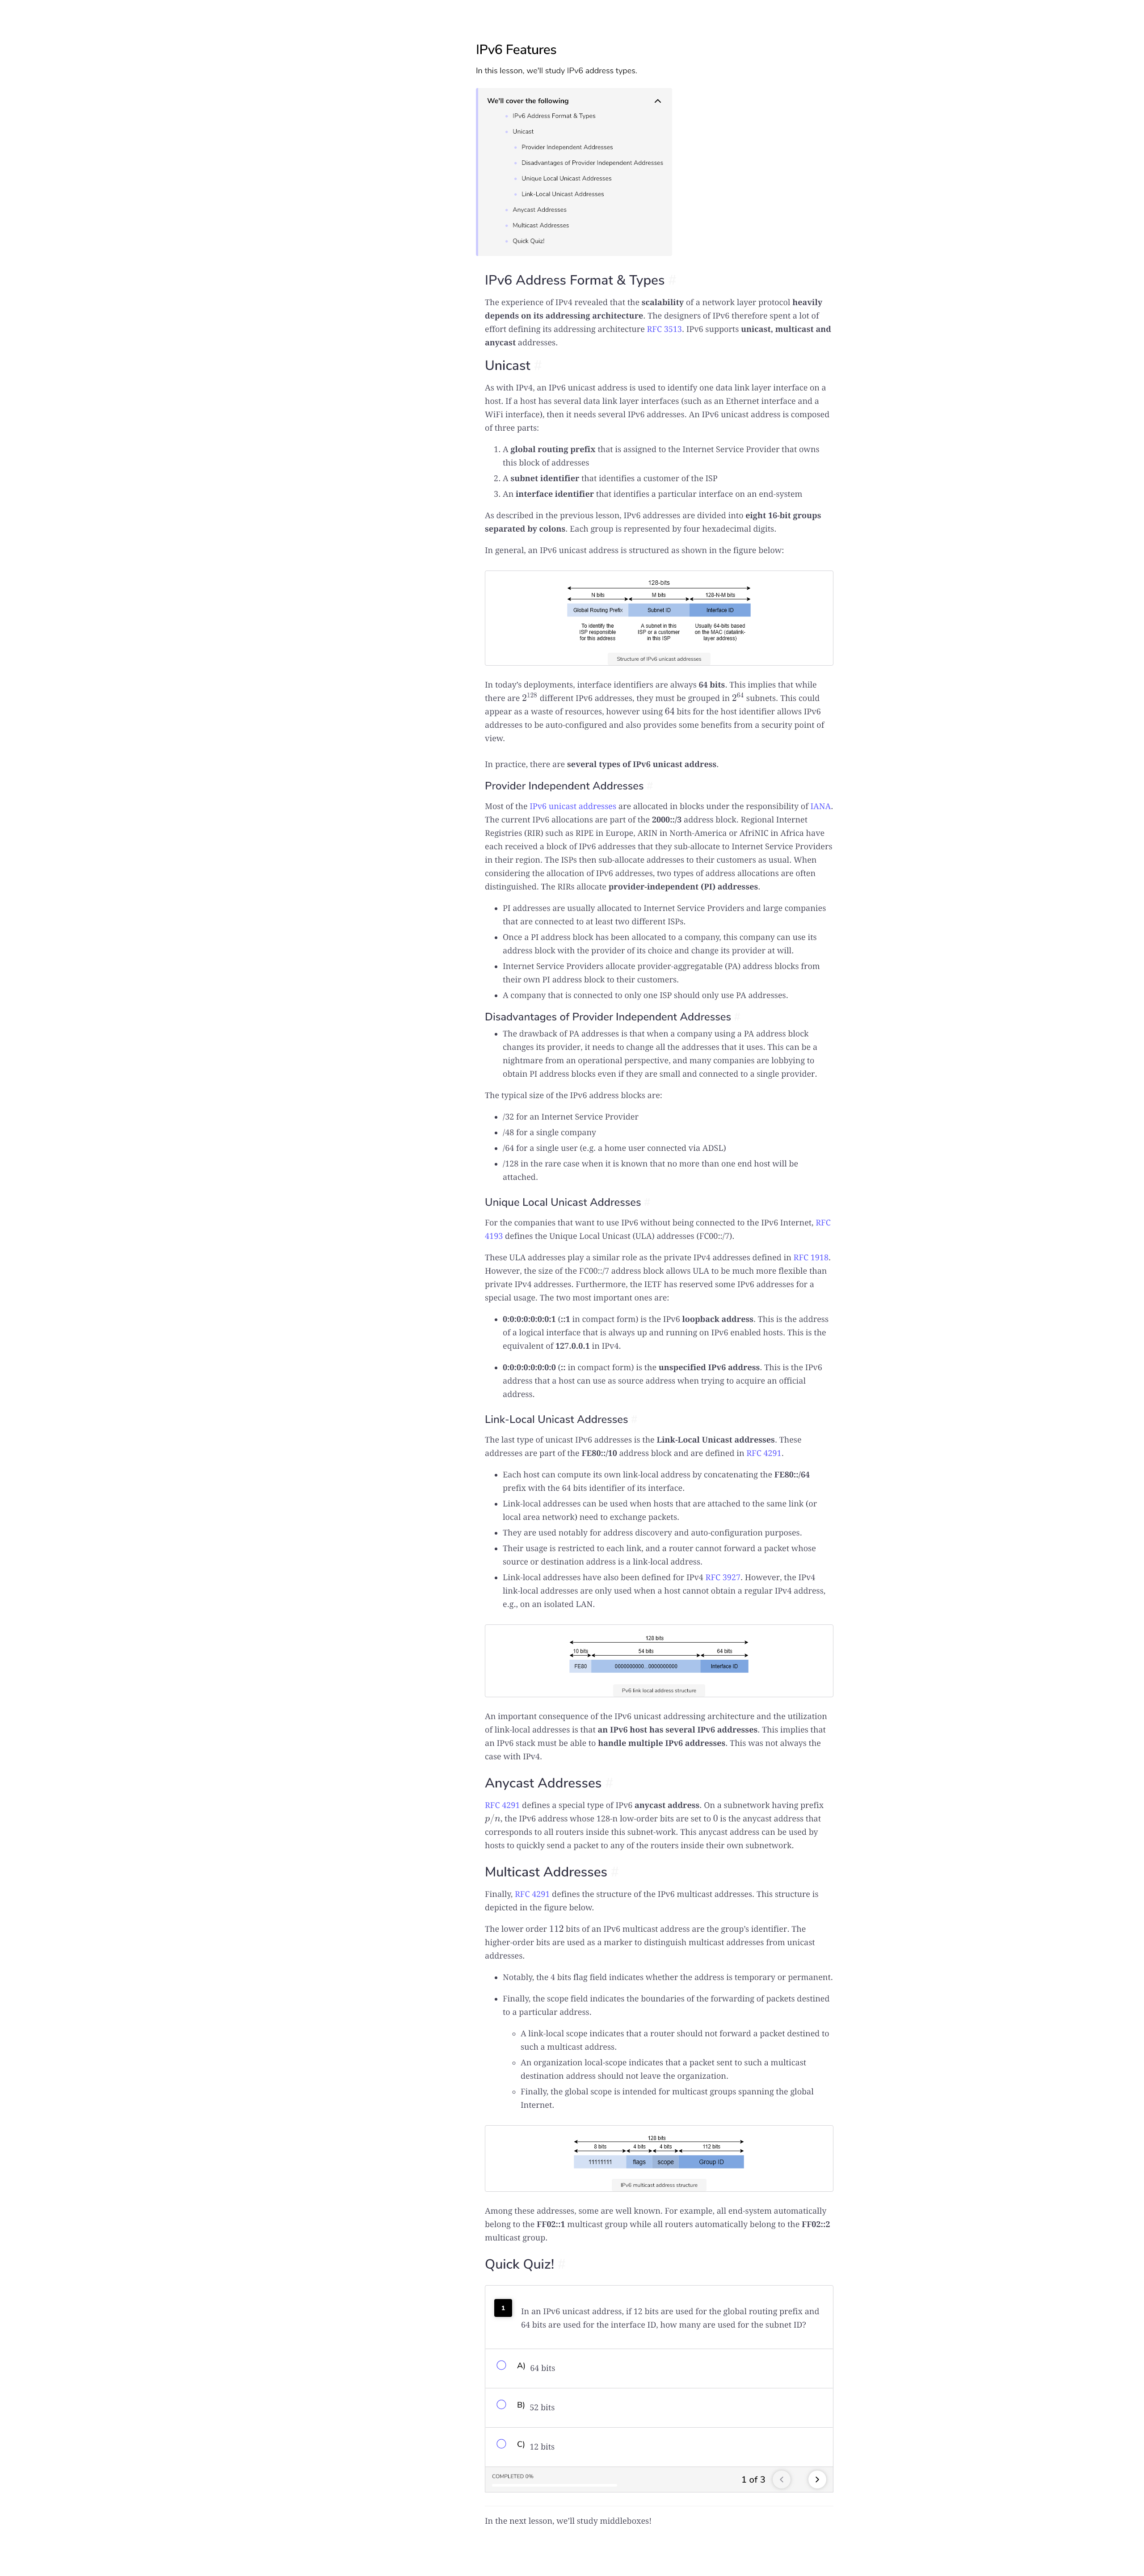 IPv6 Features
In this lesson, we'll study IPv6 address types.
We'll cover the following
IPv6 Address Format & Types
Unicast
Provider Independent Addresses
Disadvantages of Provider Independent Addresses
Unique Local Unicast Addresses
Link-Local Unicast Addresses
Anycast Addresses
Multicast Addresses
Quick Quiz!
IPv6 Address Format & Types #
The experience of IPv4 revealed that the scalability of a network layer protocol heavily
depends on its addressing architecture. The designers of IPv6 therefore spent a lot of
effort defining its addressing architecture RFC 3513. IPv6 supports unicast, multicast and
anycast addresses.
Unicast #
As with IPv4, an IPv6 unicast address is used to identify one data link layer interface on a
host. If a host has several data link layer interfaces (such as an Ethernet interface and a
WiFi interface), then it needs several IPv6 addresses. An IPv6 unicast address is composed
of three parts:
1. A global routing prefix that is assigned to the Internet Service Provider that owns
this block of addresses
2. A subnet identifier that identifies a customer of the ISP
3. An interface identifier that identifies a particular interface on an end-system
As described in the previous lesson, IPv6 addresses are divided into eight 16-bit groups
separated by colons. Each group is represented by four hexadecimal digits.
In general, an IPv6 unicast address is structured as shown in the figure below:
128-bits
N bits M bits 128-N-M bits
Global Routing Prefix Subnet ID Interface ID
To identify the A subnet in this Usually 64-bits based
ISP responsible ISP or a customer on the MAC (datalink-
for this address in this ISP layer address)
Structure of IPv6 unicast addresses
In today's deployments, interface identifiers are always 64 bits. This implies that while
there are 2^128 different IPv6 addresses, they must be grouped in 2^64 subnets. This could
appear as a waste of resources, however using 64 bits for the host identifier allows IPv6
addresses to be auto-configured and also provides some benefits from a security point of
view.
In practice, there are several types of IPv6 unicast address.
Provider Independent Addresses #
Most of the IPv6 unicast addresses are allocated in blocks under the responsibility of IANA.
The current IPv6 allocations are part of the 2000::/3 address block. Regional Internet
Registries (RIR) such as RIPE in Europe, ARIN in North-America or AfriNIC in Africa have
each received a block of IPv6 addresses that they sub-allocate to Internet Service Providers
in their region. The ISPs then sub-allocate addresses to their customers as usual. When
considering the allocation of IPv6 addresses, two types of address allocations are often
distinguished. The RIRs allocate provider-independent (PI) addresses.
• PI addresses are usually allocated to Internet Service Providers and large companies
that are connected to at least two different ISPs.
• Once a PI address block has been allocated to a company, this company can use its
address block with the provider of its choice and change its provider at will.
• Internet Service Providers allocate provider-aggregatable (PA) address blocks from
their own PI address block to their customers.
• A company that is connected to only one ISP should only use PA addresses.
Disadvantages of Provider Independent Addresses #
• The drawback of PA addresses is that when a company using a PA address block
changes its provider, it needs to change all the addresses that it uses. This can be a
nightmare from an operational perspective, and many companies are lobbying to
obtain PI address blocks even if they are small and connected to a single provider.
The typical size of the IPv6 address blocks are:
• /32 for an Internet Service Provider
• /48 for a single company
• /64 for a single user (e.g. a home user connected via ADSL)
• /128 in the rare case when it is known that no more than one end host will be
attached.
Unique Local Unicast Addresses #
For the companies that want to use IPv6 without being connected to the IPv6 Internet, RFC
4193 defines the Unique Local Unicast (ULA) addresses (FC00::/7).
These ULA addresses play a similar role as the private IPv4 addresses defined in RFC 1918.
However, the size of the FC00::/7 address block allows ULA to be much more flexible than
private IPv4 addresses. Furthermore, the IETF has reserved some IPv6 addresses for a
special usage. The two most important ones are:
• 0:0:0:0:0:0:0:1 (::1 in compact form) is the IPv6 loopback address. This is the address
of a logical interface that is always up and running on IPv6 enabled hosts. This is the
equivalent of 127.0.0.1 in IPv4.
• 0:0:0:0:0:0:0:0 (:: in compact form) is the unspecified IPv6 address. This is the IPv6
address that a host can use as source address when trying to acquire an official
address.
Link-Local Unicast Addresses #
The last type of unicast IPv6 addresses is the Link-Local Unicast addresses. These
addresses are part of the FE80::/10 address block and are defined in RFC 4291.
• Each host can compute its own link-local address by concatenating the FE80::/64
prefix with the 64 bits identifier of its interface.
• Link-local addresses can be used when hosts that are attached to the same link (or
local area network) need to exchange packets.
• They are used notably for address discovery and auto-configuration purposes.
• Their usage is restricted to each link, and a router cannot forward a packet whose
source or destination address is a link-local address.
• Link-local addresses have also been defined for IPv4 RFC 3927. However, the IPv4
link-local addresses are only used when a host cannot obtain a regular IPv4 address,
e.g., on an isolated LAN.
128 bits
10 bits 54 bits 64 bits
FE80 0000000000...0000000000 Interface ID
Pv6 link local address structure
An important consequence of the IPv6 unicast addressing architecture and the utilization
of link-local addresses is that an IPv6 host has several IPv6 addresses. This implies that
an IPv6 stack must be able to handle multiple IPv6 addresses. This was not always the
case with IPv4.
Anycast Addresses #
RFC 4291 defines a special type of IPv6 anycast address. On a subnetwork having prefix
p/n, the IPv6 address whose 128-n low-order bits are set to 0 is the anycast address that
corresponds to all routers inside this subnet-work. This anycast address can be used by
hosts to quickly send a packet to any of the routers inside their own subnetwork.
Multicast Addresses #
Finally, RFC 4291 defines the structure of the IPv6 multicast addresses. This structure is
depicted in the figure below.
The lower order 112 bits of an IPv6 multicast address are the group's identifier. The
higher-order bits are used as a marker to distinguish multicast addresses from unicast
addresses.
• Notably, the 4 bits flag field indicates whether the address is temporary or permanent.
• Finally, the scope field indicates the boundaries of the forwarding of packets destined
to a particular address.
◦ A link-local scope indicates that a router should not forward a packet destined to
such a multicast address.
◦ An organization local-scope indicates that a packet sent to such a multicast
destination address should not leave the organization.
◦ Finally, the global scope is intended for multicast groups spanning the global
Internet.
128 bits
8 bits 4 bits 4 bits 112 bits
11111111 flags scope Group ID
IPv6 multicast address structure
Among these addresses, some are well known. For example, all end-system automatically
belong to the FF02::1 multicast group while all routers automatically belong to the FF02::2
multicast group.
Quick Quiz! #
1
In an IPv6 unicast address, if 12 bits are used for the global routing prefix and
64 bits are used for the interface ID, how many are used for the subnet ID?
A) 64 bits
B) 52 bits
C) 12 bits
COMPLETED 0%
1 of 3
In the next lesson, we'll study middleboxes!